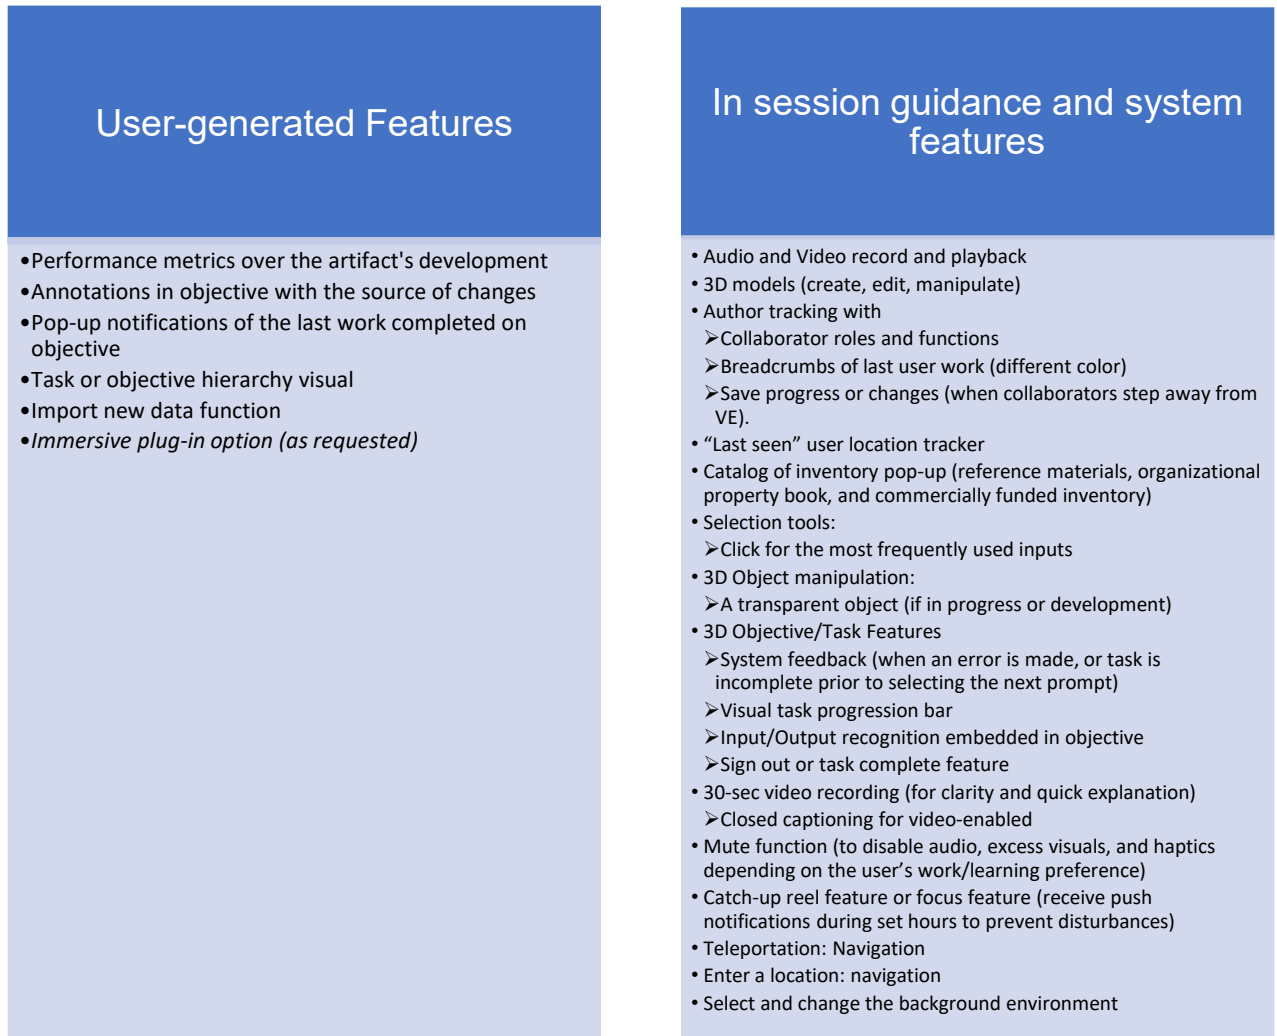 User-generated Features
•Performance metrics over the artifact's development
•Annotations in objective with the source of changes
•Pop-up notifications of the last work completed on
objective
•Task or objective hierarchy visual
•Import new data function
•Immersive plug-in option (as requested)
In session guidance and system
features
• Audio and Video record and playback
• 3D models (create, edit, manipulate)
• Author tracking with
➢Collaborator roles and functions
➢Breadcrumbs of last user work (different color)
➢Save progress or changes (when collaborators step away from
VE).
• “Last seen” user location tracker
• Catalog of inventory pop-up (reference materials, organizational
property book, and commercially funded inventory)
• Selection tools:
➢Click for the most frequently used inputs
• 3D Object manipulation:
➢A transparent object (if in progress or development)
• 3D Objective/Task Features
➢System feedback (when an error is made, or task is
incomplete prior to selecting the next prompt)
➢Visual task progression bar
➢Input/Output recognition embedded in objective
➢Sign out or task complete feature
• 30-sec video recording (for clarity and quick explanation)
➢Closed captioning for video-enabled
• Mute function (to disable audio, excess visuals, and haptics
depending on the user’s work/learning preference)
• Catch-up reel feature or focus feature (receive push
notifications during set hours to prevent disturbances)
• Teleportation: Navigation
• Enter a location: navigation
• Select and change the background environment